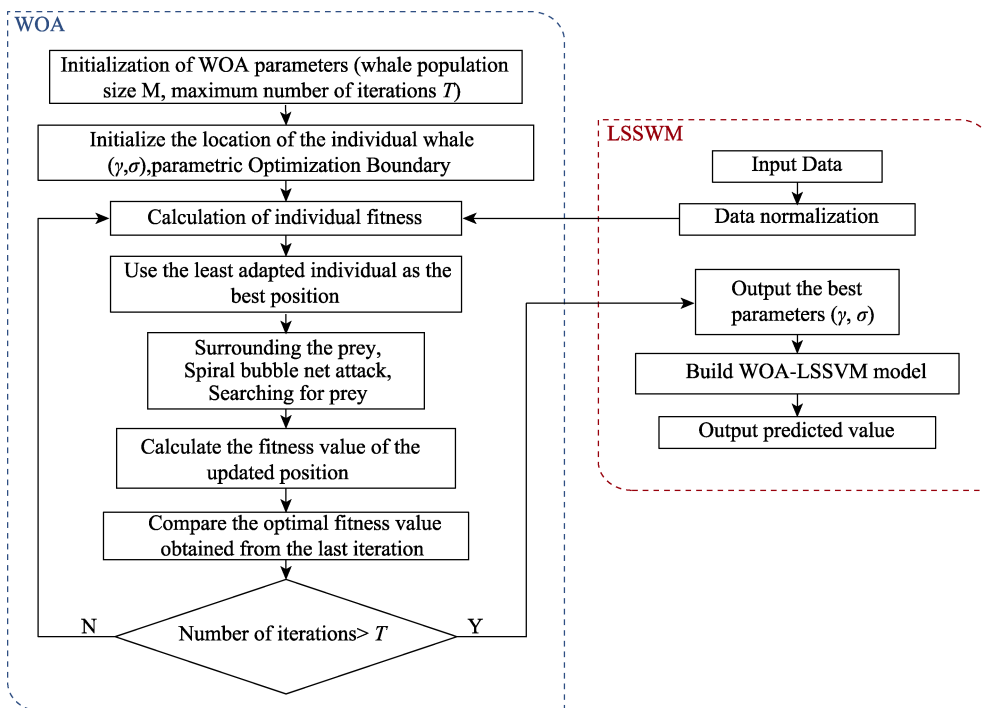 WOA
Initialization of WOA parameters (whale population
size M, maximum number of iterations T)
Initialize the location of the individual whale
(γ,σ),parametric Optimization Boundary
Calculation of individual fitness
Use the least adapted individual as the
best position
Surrounding the prey,
Spiral bubble net attack,
Searching for prey
Calculate the fitness value of the
updated position
Compare the optimal fitness value
obtained from the last iteration
Number of iterations> T
N
Y
LSSWM
Input Data
Data normalization
Output the best
parameters (γ, σ)
Build WOA-LSSVM model
Output predicted value